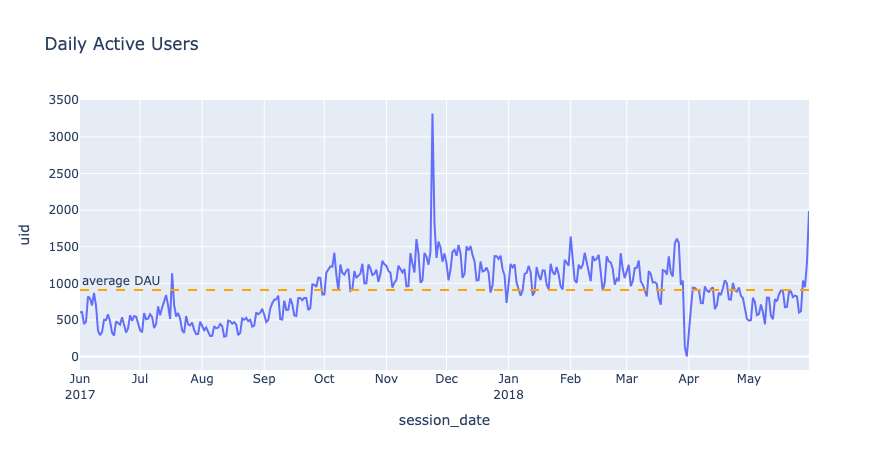 Daily Active Users
3500
3000
2500
2000
1500
1000
500
0
uid
average DAU
Jun Jul Aug Sep Oct Nov Dec Jan Feb Mar Apr May
2017 2018
session_date